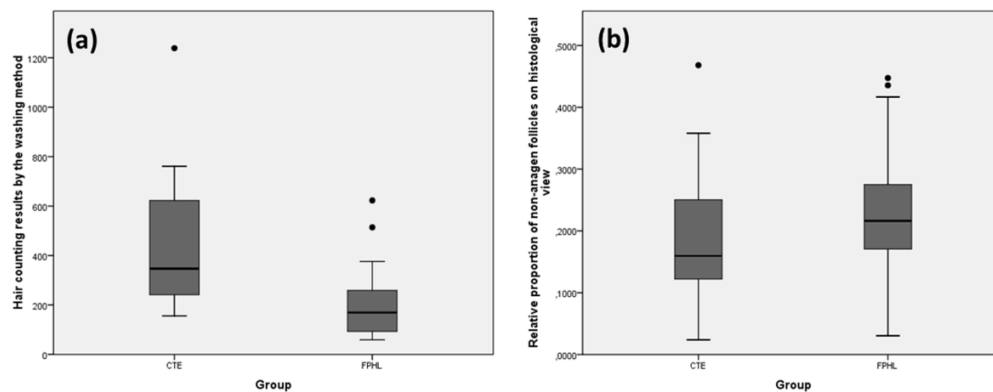 (a)
Hair counting results by the washing method
1200
1000
800
600
400
200
0
CTE
FPHL
Group
(b)
Relative proportion of non-anagen follicles on histological
view
,5000
,4000
,3000
,2000
,1000
,0000
CTE
FPHL
Group